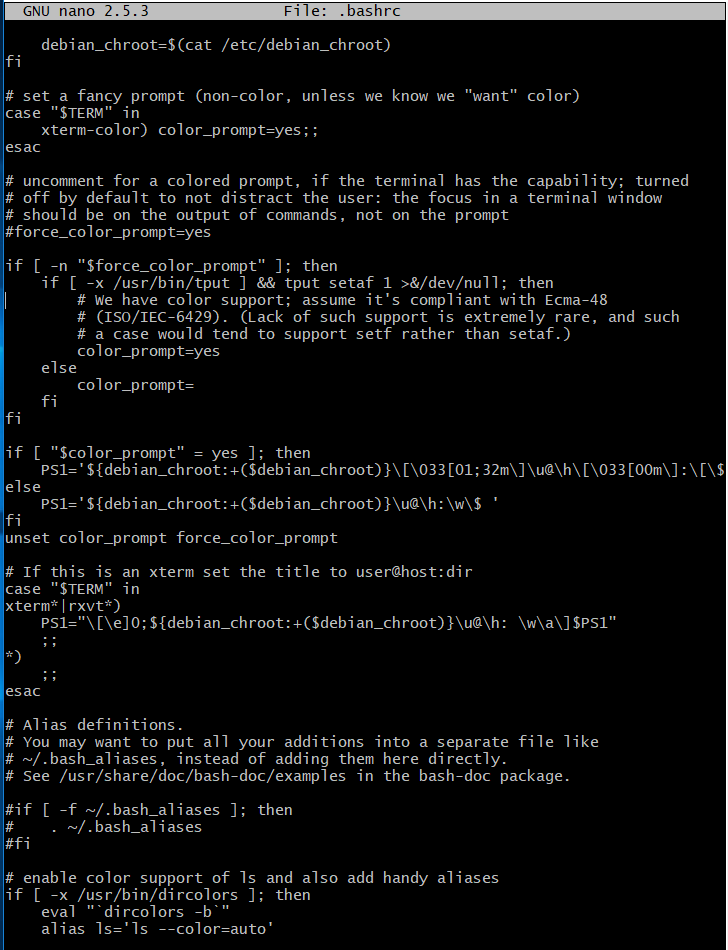 GNU nano 2.5.3 File: .bashrc
debian_chroot=$(cat /etc/debian_chroot)
fi
# set a fancy prompt (non-color, unless we know we "want" color)
case "$TERM" in
xterm-color) color_prompt=yes;;
esac
# uncomment for a colored prompt, if the terminal has the capability; turned
# off by default to not distract the user: the focus in a terminal window
# should be on the output of commands, not on the prompt
#force_color_prompt=yes
if [ -n "$force_color_prompt" ]; then
if [ -x /usr/bin/tput ] && tput setaf 1 >&/dev/null; then
# We have color support; assume it's compliant with Ecma-48
# (ISO/IEC-6429). (Lack of such support is extremely rare, and such
# a case would tend to support setf rather than setaf.)
color_prompt=yes
else
color_prompt=
fi
fi
if [ "$color_prompt" = yes ]; then
PS1='${debian_chroot:+($debian_chroot)}\[\033[01;32m\]\u@\h\[\033[00m\]:\[\$
else
PS1='${debian_chroot:+($debian_chroot)}\u@\h:\w\$ '
fi
unset color_prompt force_color_prompt
# If this is an xterm set the title to user@host:dir
case "$TERM" in
xterm*|rxvt*)
PS1="\[\e]0;${debian_chroot:+($debian_chroot)}\u@\h: \w\a\]$PS1"
;;
*)
;;
esac
# Alias definitions.
# You may want to put all your additions into a separate file like
# ~/.bash_aliases, instead of adding them here directly.
# See /usr/share/doc/bash-doc/examples in the bash-doc package.
#if [ -f ~/.bash_aliases ]; then
#    . ~/.bash_aliases
#fi
# enable color support of ls and also add handy aliases
if [ -x /usr/bin/dircolors ]; then
eval "`dircolors -b`"
alias ls='ls --color=auto'